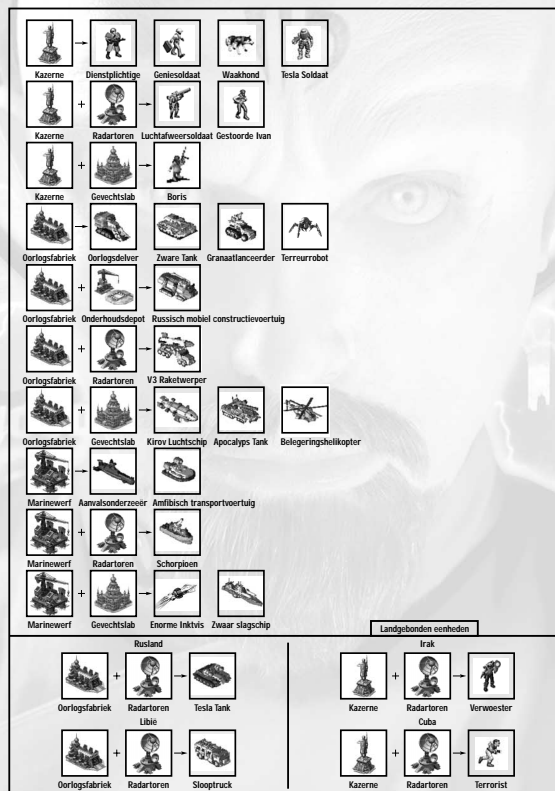 Kazerne Dienstplichtige Geniesoldaat Waakhond Tesla Soldaat
Kazerne + Radartoren Luchtafweersoldaat Gestoorde Ivan
Kazerne + Gevechtslab Boris
Oorlogsfabriek Oorlogsdelver Zware Tank Granaatlanceerder Terreurrobot
Oorlogsfabriek + Onderhoudsdepot Russisch mobiel constructievoertuig
Oorlogsfabriek + Radartoren V3 Raketwerper
Oorlogsfabriek + Gevechtslab Kirov Luchtschip Apocalyps Tank Belegeringshelikopter
Marinewerf Aanvalsonderzeeër Amfibisch transportvoertuig
Marinewerf + Radartoren Schorpioen
Marinewerf + Gevechtslab Enorme Inktvis Zwaar slagschip
Landgebonden eenheden
Rusland
Oorlogsfabriek + Radartoren Tesla Tank
Libië
Oorlogsfabriek + Radartoren Slooptruck
Irak
Kazerne + Radartoren Verwoester
Cuba
Kazerne + Radartoren Terrorist